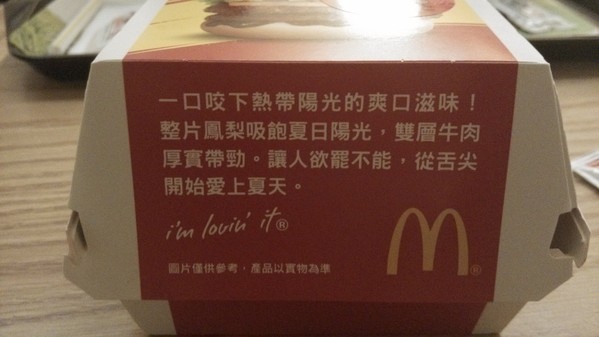 一口咬下熱帶陽光的爽口滋味！
整片鳳梨吸飽夏日陽光，雙層牛肉
厚實帶勁。讓人欲罷不能，從舌尖
開始愛上夏天。
i'm lovin' it®
圖片僅供參考，產品以實物為準